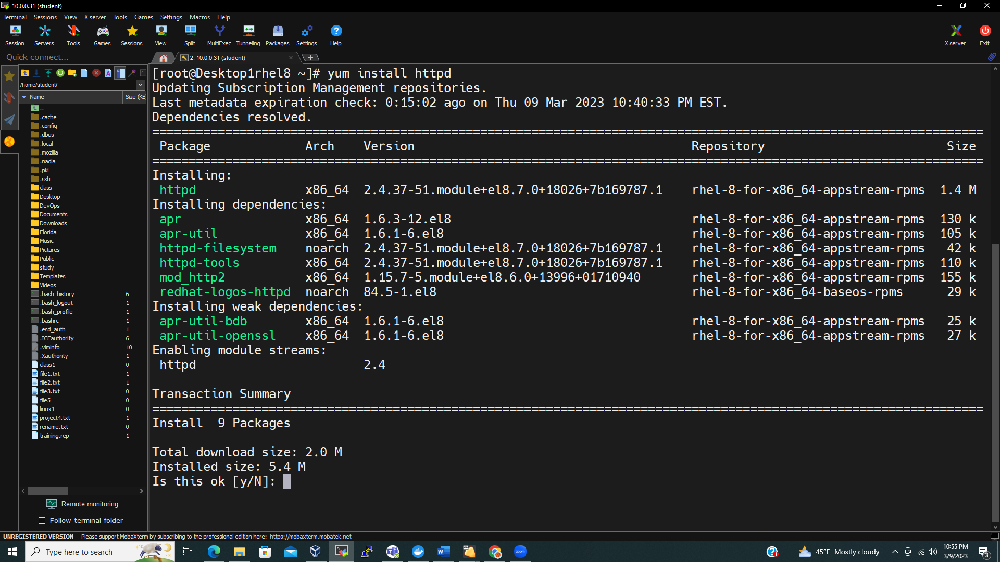 10.0.0.31 (student)
Terminal Sessions View X server Tools Games Settings Macros Help
Session Servers Tools Games Sessions View Split MultiExec Tunneling Packages Settings Help X server Exit
Quick connect...
2. 10.0.0.31 (student)
/home/student/
Name Size (KB
..
.cache
.config
.dbus
.local
.mozilla
.nadia
.pki
.ssh
class
Desktop
DevOps
Documents
Downloads
Florida
Music
Pictures
Public
study
Templates
Videos
.bash_history 6
.bash_logout 1
.bash_profile 1
.bashrc 1
.esd_auth 1
.ICEauthority 6
.viminfo 10
.Xauthority 1
class1 0
file1.txt 1
file2.txt 1
file3.txt 0
file5 0
linux1 0
project4.txt 1
rename.txt 0
training.rep 1
Remote monitoring
Follow terminal folder
[root@Desktop1rhel8 ~]# yum install httpd
Updating Subscription Management repositories.
Last metadata expiration check: 0:15:02 ago on Thu 09 Mar 2023 10:40:33 PM EST.
Dependencies resolved.
================================================================================
Package Arch Version Repository Size
================================================================================
Installing:
httpd x86_64 2.4.37-51.module+el8.7.0+18026+7b169787.1 rhel-8-for-x86_64-appstream-rpms 1.4 M
Installing dependencies:
apr x86_64 1.6.3-12.el8 rhel-8-for-x86_64-appstream-rpms 130 k
apr-util x86_64 1.6.1-6.el8 rhel-8-for-x86_64-appstream-rpms 105 k
httpd-filesystem noarch 2.4.37-51.module+el8.7.0+18026+7b169787.1 rhel-8-for-x86_64-appstream-rpms 42 k
httpd-tools x86_64 2.4.37-51.module+el8.7.0+18026+7b169787.1 rhel-8-for-x86_64-appstream-rpms 110 k
mod_http2 x86_64 1.15.7-5.module+el8.6.0+13996+01710940 rhel-8-for-x86_64-appstream-rpms 155 k
redhat-logos-httpd noarch 84.5-1.el8 rhel-8-for-x86_64-baseos-rpms 29 k
Installing weak dependencies:
apr-util-bdb x86_64 1.6.1-6.el8 rhel-8-for-x86_64-appstream-rpms 25 k
apr-util-openssl x86_64 1.6.1-6.el8 rhel-8-for-x86_64-appstream-rpms 27 k
Enabling module streams:
httpd 2.4
Transaction Summary
================================================================================
Install 9 Packages
Total download size: 2.0 M
Installed size: 5.4 M
Is this ok [y/N]:
UNREGISTERED VERSION - Please support MobaXterm by subscribing to the professional edition here: https://mobaxterm.mobatek.net
Type here to search
zoom
45°F Mostly cloudy
10:55 PM
3/9/2023
3